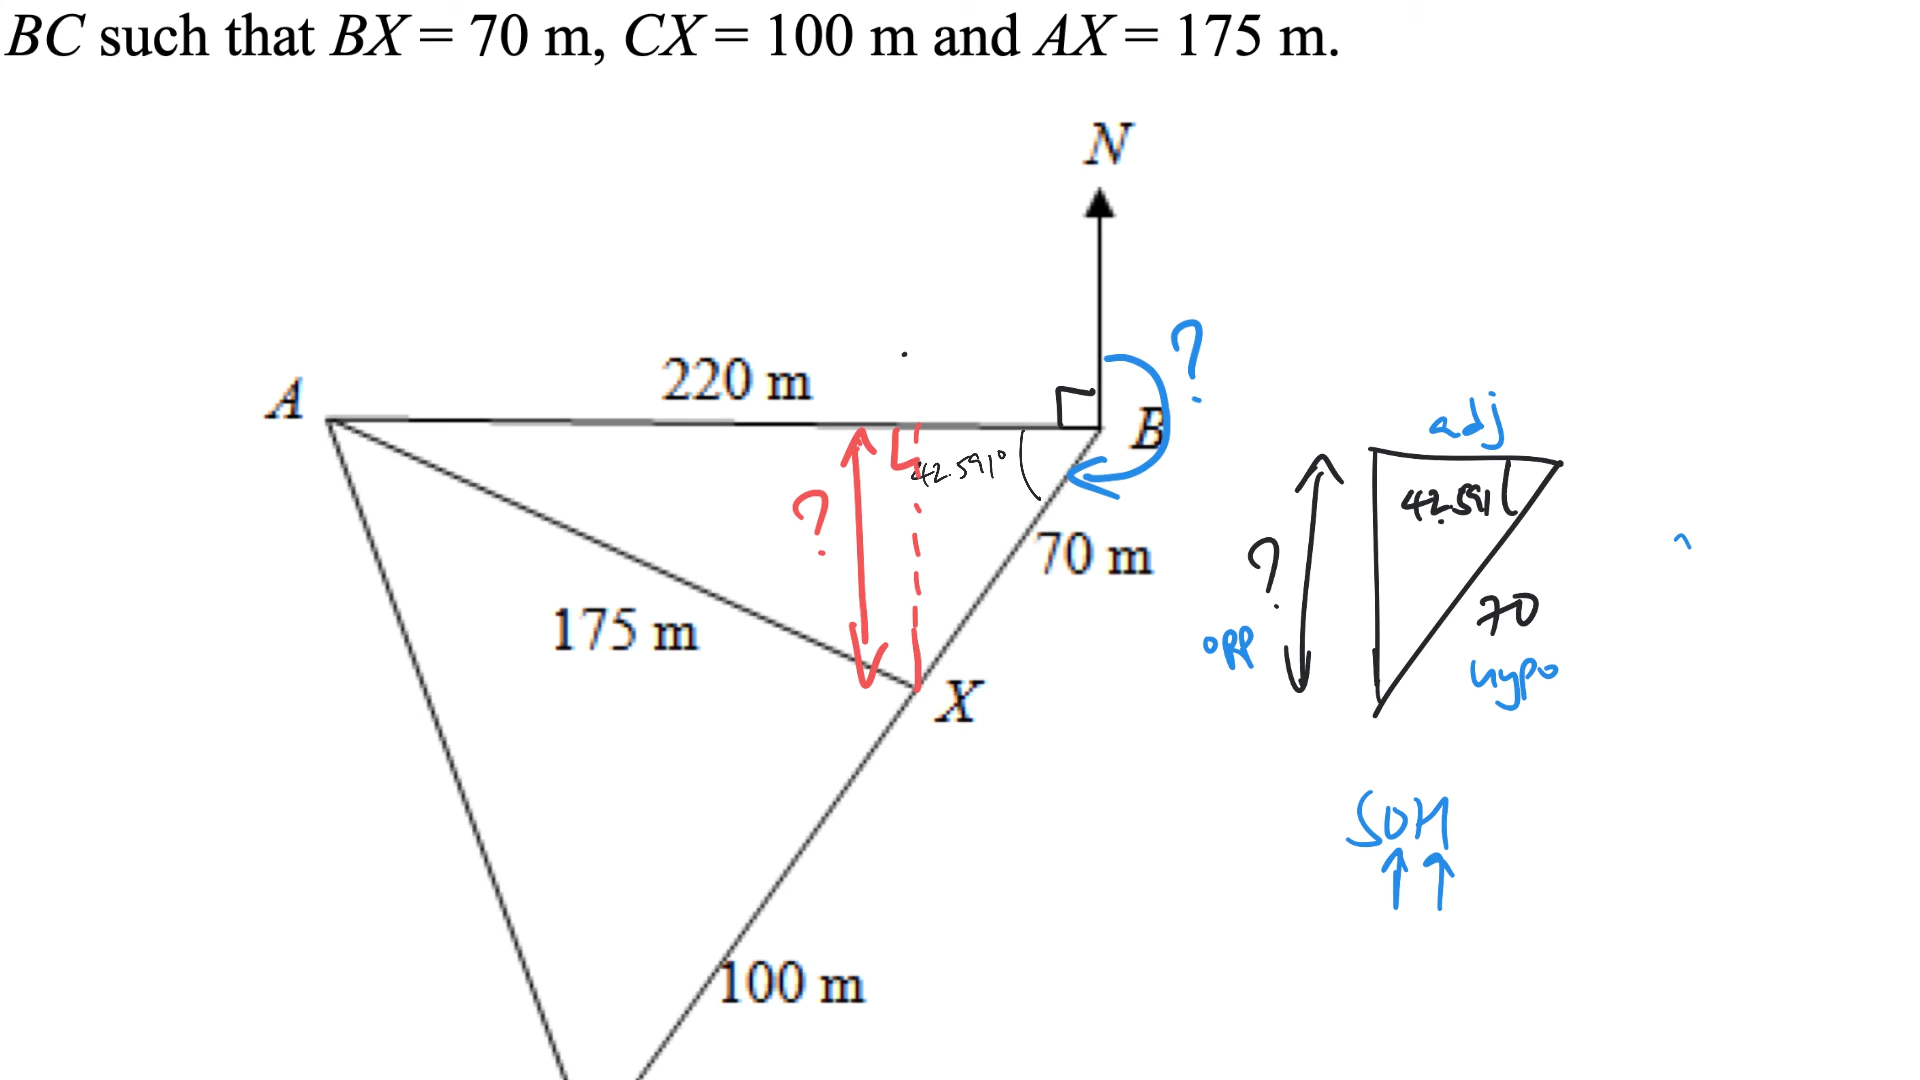 BC such that BX = 70 m, CX = 100 m and AX = 175 m.
N
?
220 m
A
B
adj
42.591°
42.591
?
70 m
?
70
175 m
opp
hypo
X
SOH
100 m